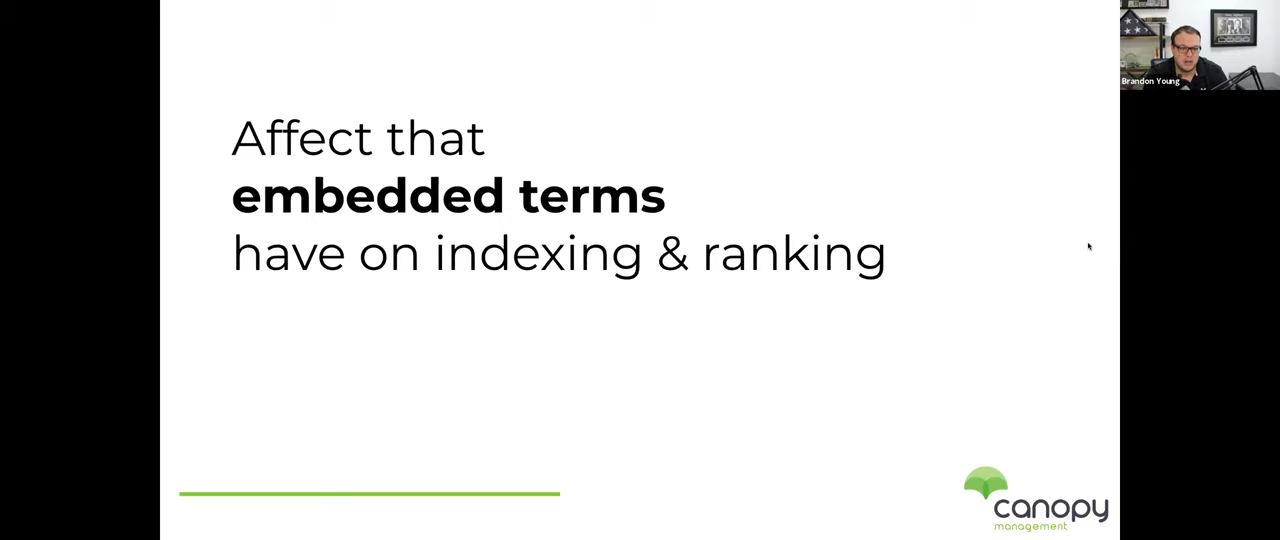 Brandon Young
Affect that
embedded terms
have on indexing & ranking
canopy
management